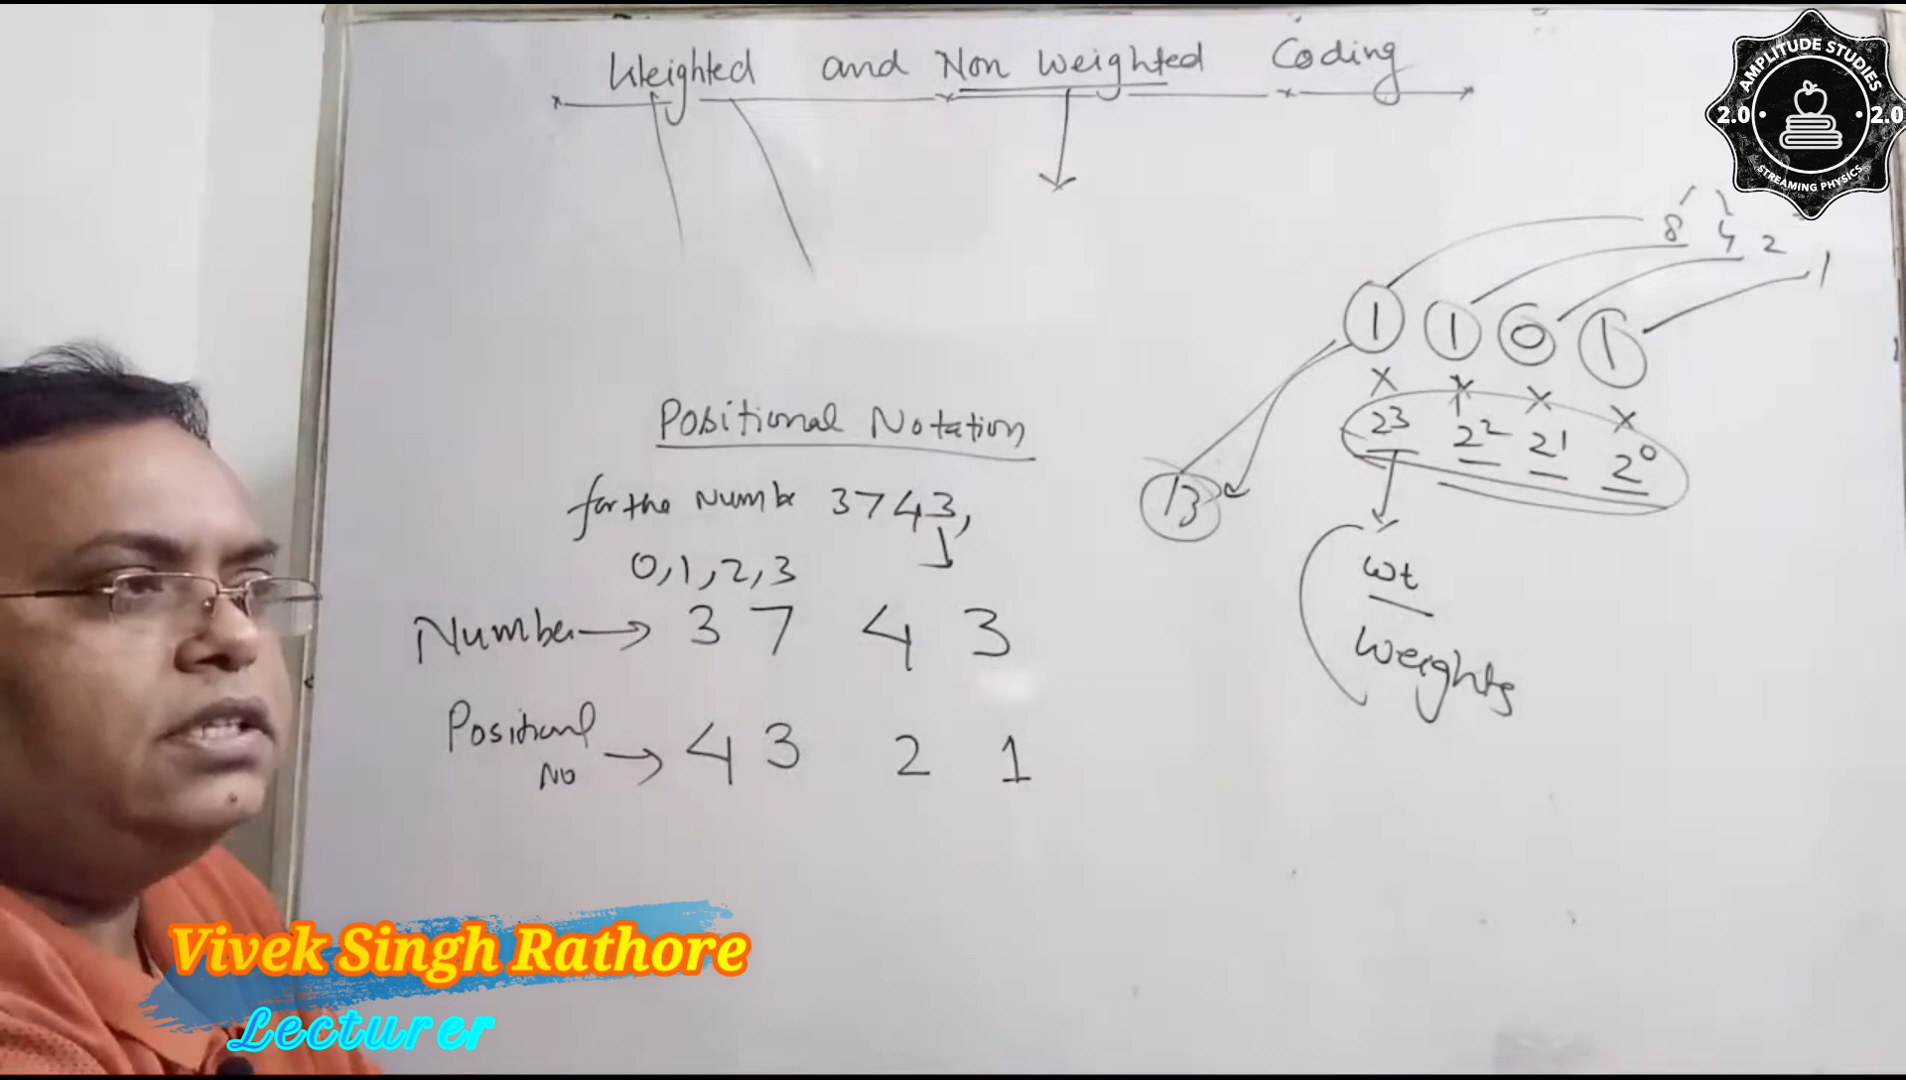 Weighted and Non Weighted Coding
AMPLITUDE STUDIES
2.0 • • 2.0
STREAMING PHYSICS
8 4 2 1
1 1 0 1
x x x x
2³ 2² 2¹ 2⁰
13
wt
Weights
Positional Notation
for the Numbe 3743,
0,1,2,3
Number → 3 7 4 3
Positional
No → 4 3 2 1
Vivek Singh Rathore
Lecturer